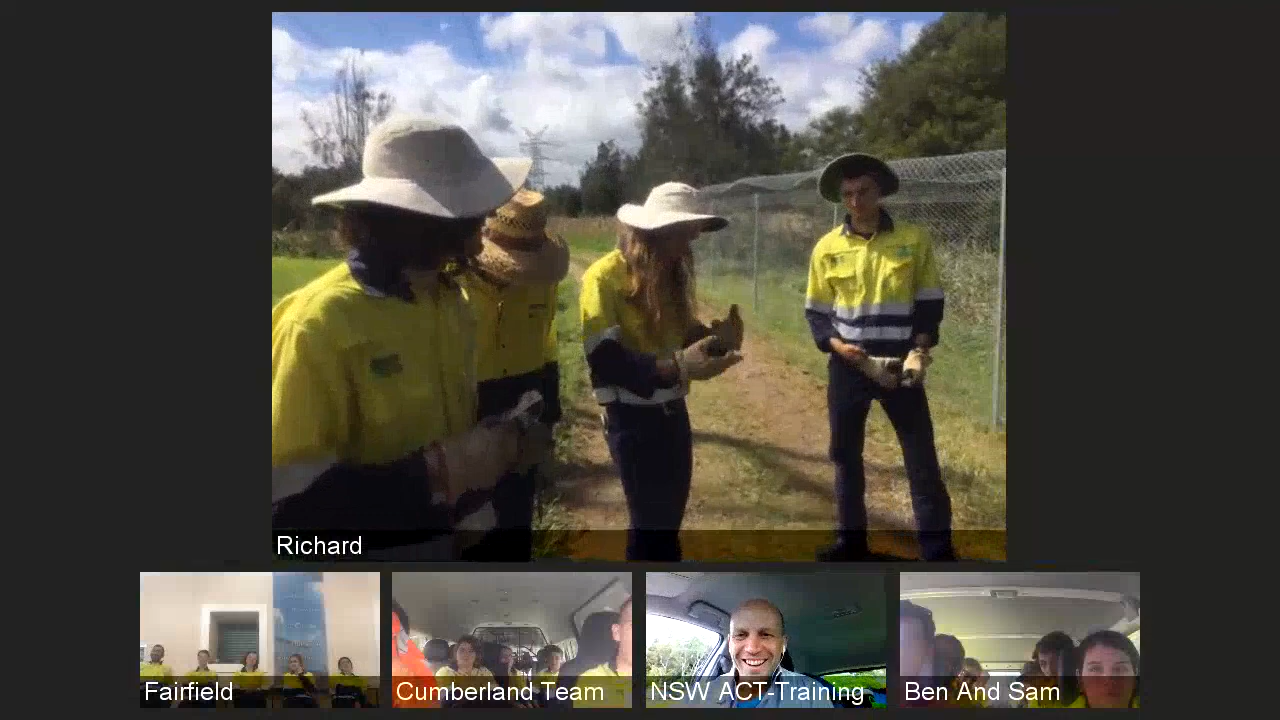 Richard
Fairfield
Cumberland Team
NSW ACT-Training
Ben And Sam